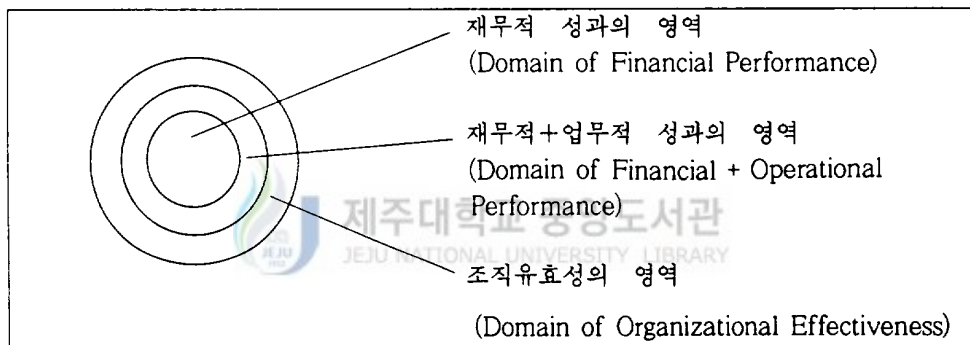 재무적 성과의 영역
(Domain of Financial Performance)
재무적+업무적 성과의 영역
(Domain of Financial + Operational
Performance)
제주대학교 중앙도서관
JEJU NATIONAL UNIVERSITY LIBRARY
JEJU
1952
조직유효성의 영역
(Domain of Organizational Effectiveness)